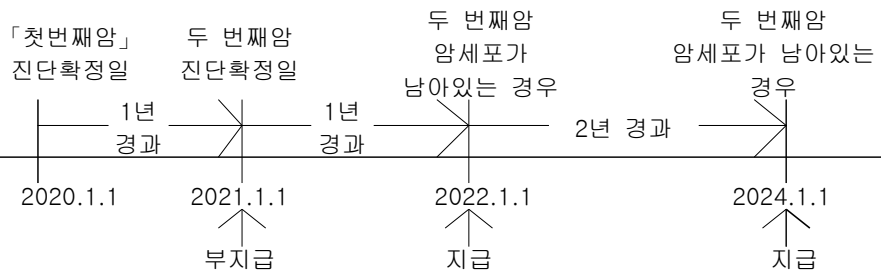 「첫번째암」
진단확정일
두 번째암
진단확정일
두 번째암
암세포가
남아있는 경우
두 번째암
암세포가 남아있는
경우
1년
경과
1년
경과
2년 경과
2020.1.1
2021.1.1
2022.1.1
2024.1.1
부지급
지급
지급